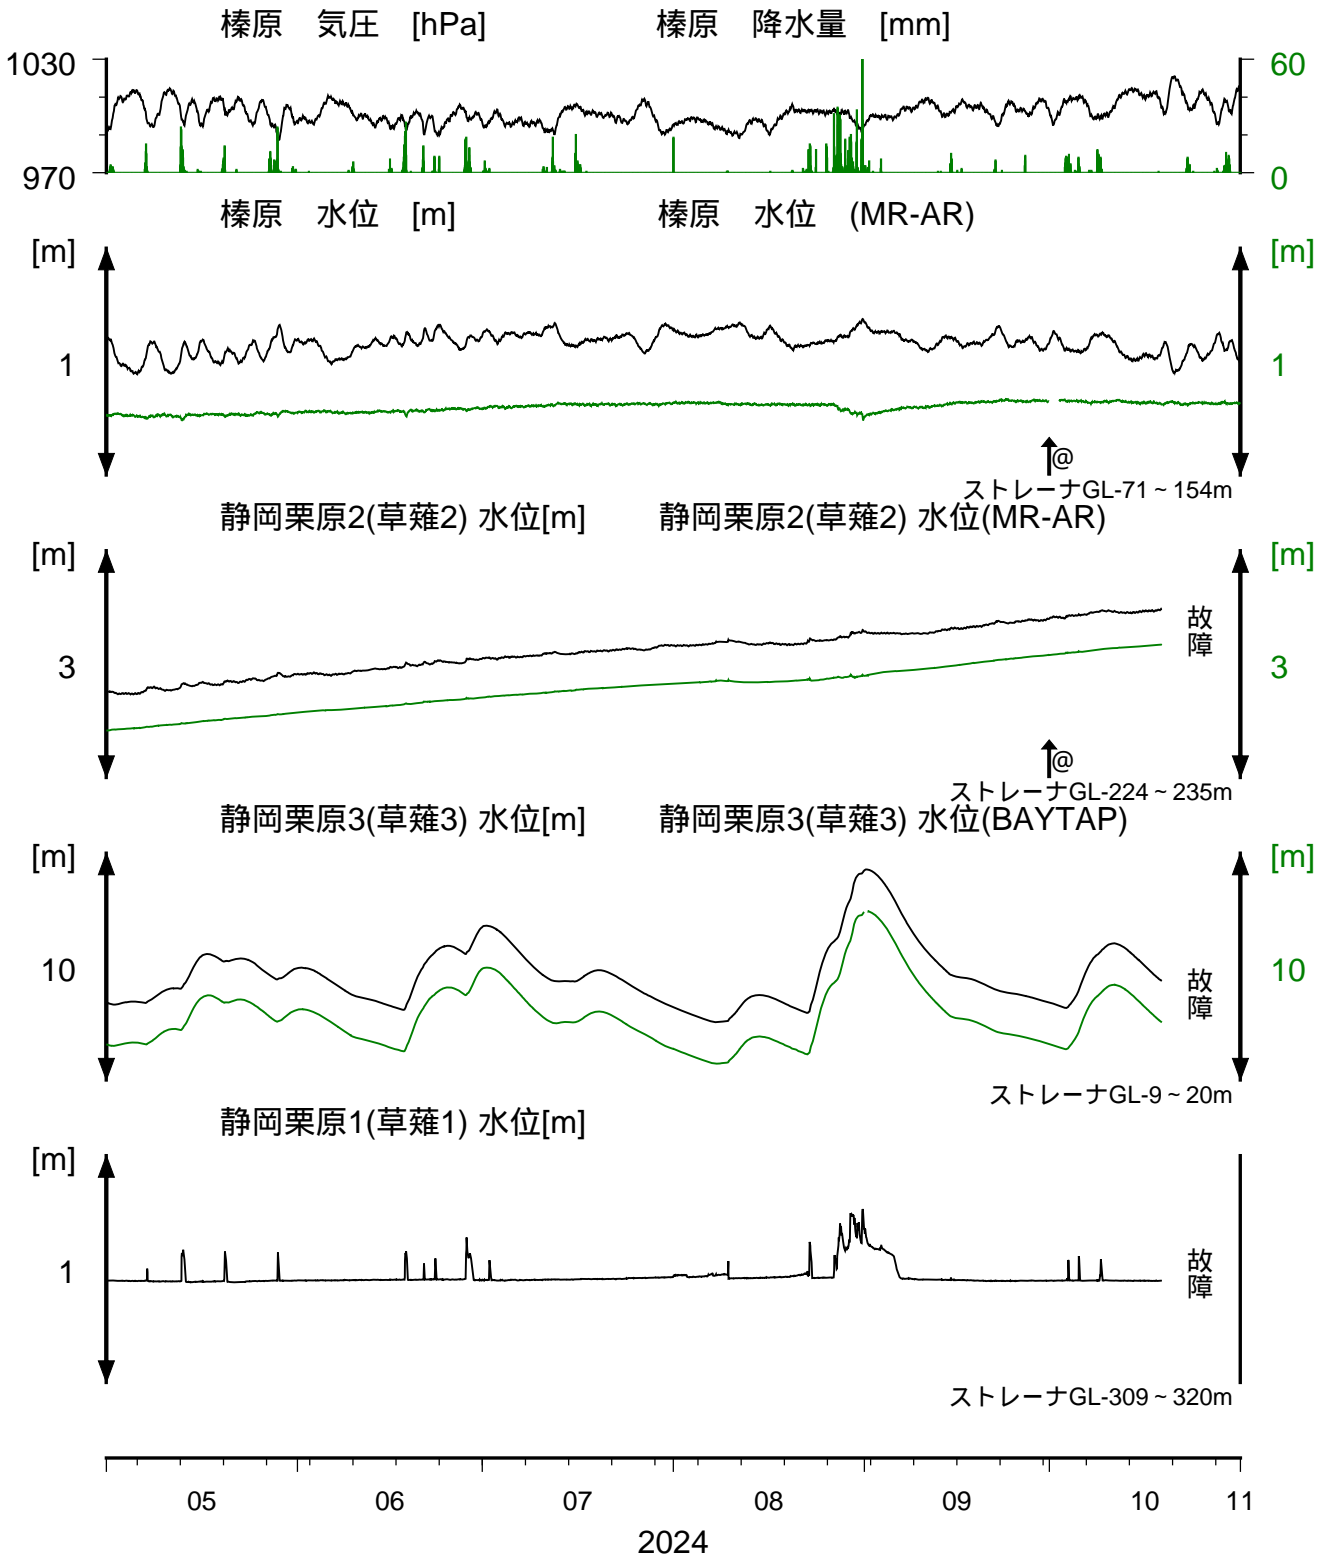 榛原　気圧　[hPa]　榛原　降水量　[mm]
1030 60
970 0
榛原　水位　[m]　榛原　水位　(MR-AR)
[m] [m]
1 1
@
ストレーナGL-71 ~ 154m
静岡栗原2(草薙2) 水位[m]　静岡栗原2(草薙2) 水位(MR-AR)
[m] [m]
故障
3 3
@
ストレーナGL-224 ~ 235m
静岡栗原3(草薙3) 水位[m]　静岡栗原3(草薙3) 水位(BAYTAP)
[m] [m]
10 10
故障
ストレーナGL-9 ~ 20m
静岡栗原1(草薙1) 水位[m]
[m]
1 故障
ストレーナGL-309 ~ 320m
05 06 07 08 09 10 11
2024